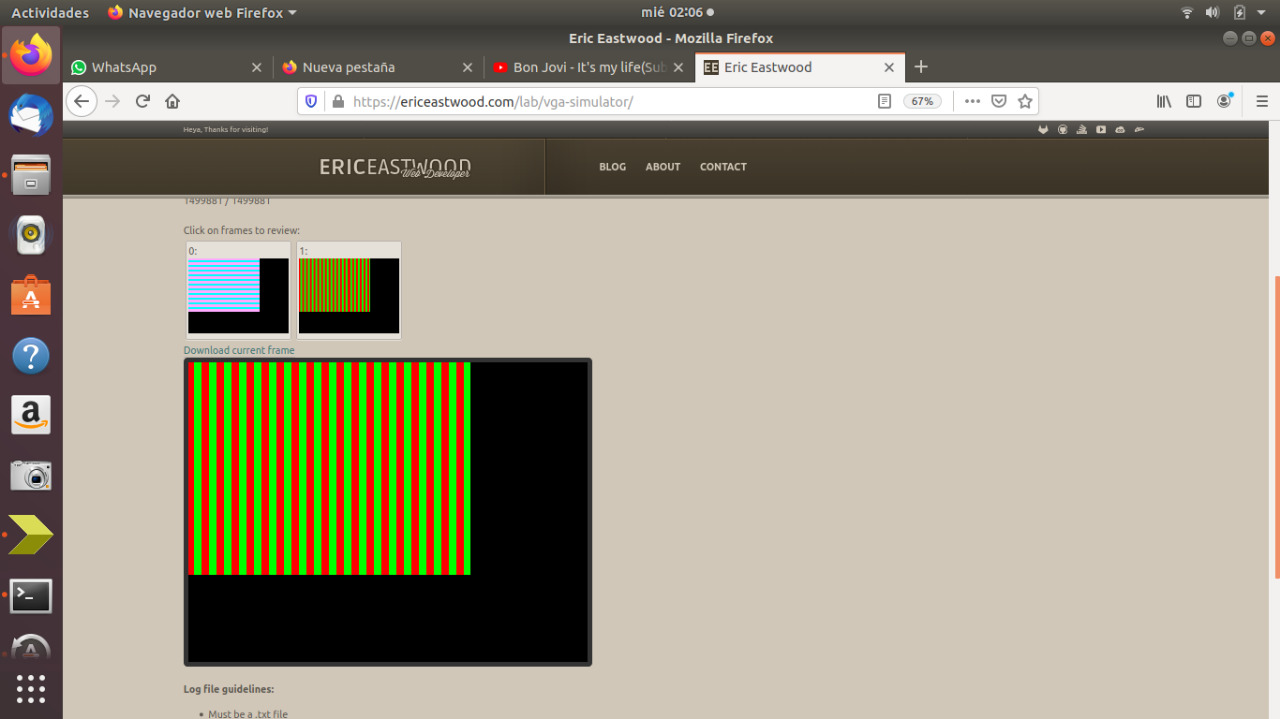 Actividades Navegador web Firefox mié 02:06
Eric Eastwood - Mozilla Firefox
WhatsApp Nueva pestaña Bon Jovi - It's my life(Sub Eric Eastwood
https://ericeastwood.com/lab/vga-simulator/ 67%
Heya, Thanks for visiting!
ERICEASTWOOD
Web Developer
BLOG ABOUT CONTACT
1499881 / 1499881
Click on frames to review:
0: 1:
Download current frame
Log file guidelines:
• Must be a .txt file